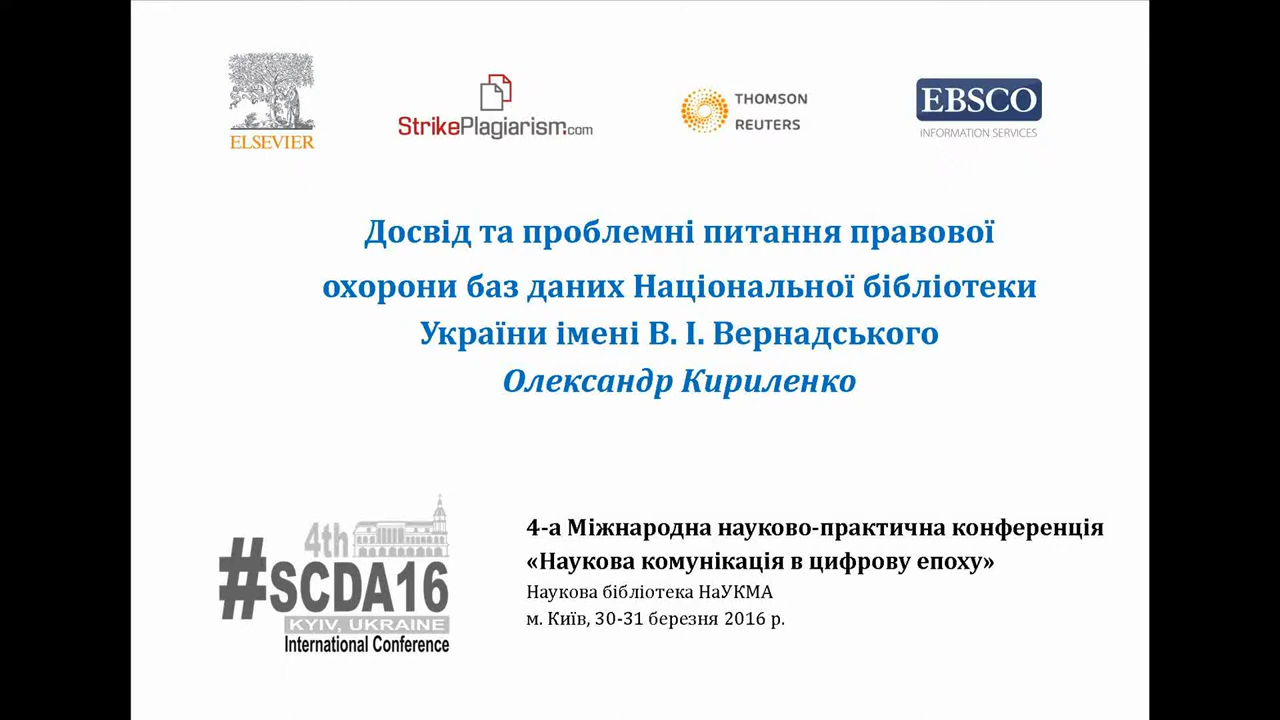 ELSEVIER
StrikePlagiarism.com
THOMSON
REUTERS
EBSCO
INFORMATION SERVICES
Досвід та проблемні питання правової
охорони баз даних Національної бібліотеки
України імені В. І. Вернадського
Олександр Кириленко
4th
#SCDA16
KYIV, UKRAINE
International Conference
4-а Міжнародна науково-практична конференція
«Наукова комунікація в цифрову епоху»
Наукова бібліотека НаУКМА
м. Київ, 30-31 березня 2016 р.